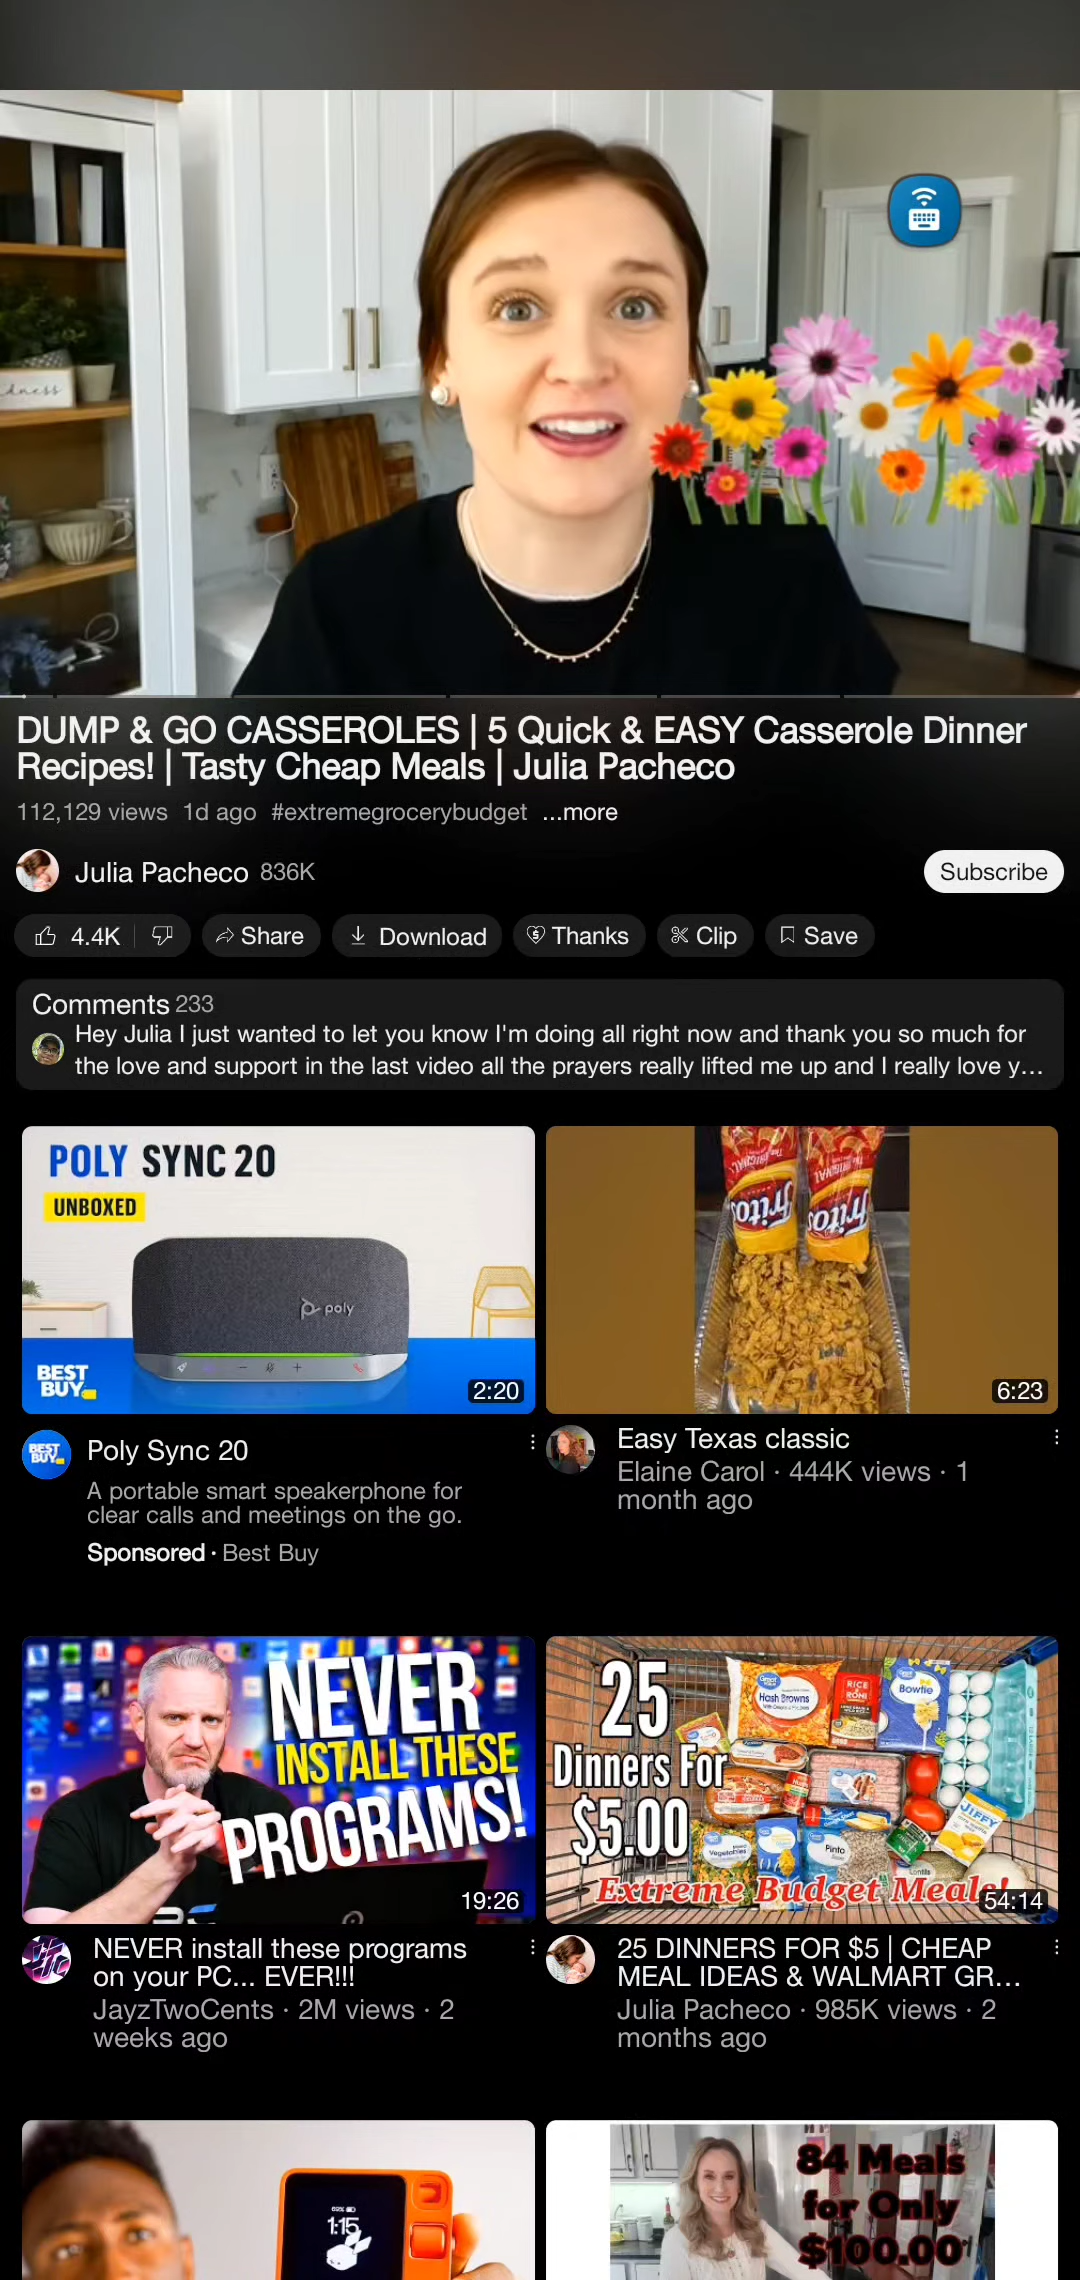 DUMP & GO CASSEROLES | 5 Quick & EASY Casserole Dinner
Recipes! | Tasty Cheap Meals | Julia Pacheco
112,129 views 1d ago #extremegrocerybudget ...more
Julia Pacheco 836K
Subscribe
4.4K
Share
Download
Thanks
Clip
Save
Comments 233
Hey Julia I just wanted to let you know I'm doing all right now and thank you so much for
the love and support in the last video all the prayers really lifted me up and I really love y...
POLY SYNC 20
UNBOXED
poly
BEST
BUY
2:20
The ORIGINAL
Fritos
The ORIGINAL
Fritos
6:23
BEST
BUY
Poly Sync 20
A portable smart speakerphone for
clear calls and meetings on the go.
Sponsored · Best Buy
Easy Texas classic
Elaine Carol · 444K views · 1
month ago
NEVER
INSTALL THESE
PROGRAMS!
19:26
25
Dinners For
$5.00
Extreme Budget Meals!
Hash Browns
RICE
RONI
Bowtie
JIFFY
Vegetables
Pinto
Lentils
54:14
NEVER install these programs
on your PC... EVER!!!
JayzTwoCents · 2M views · 2
weeks ago
25 DINNERS FOR $5 | CHEAP
MEAL IDEAS & WALMART GR...
Julia Pacheco · 985K views · 2
months ago
1:15
84 Meals
for Only
$100.00